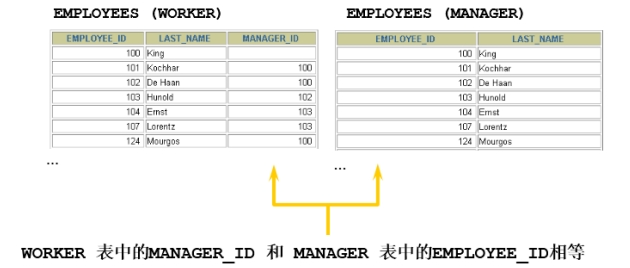 EMPLOYEES (WORKER) EMPLOYEES (MANAGER)
EMPLOYEE_ID LAST_NAME MANAGER_ID EMPLOYEE_ID LAST_NAME
100 King 100 King
101 Kochhar 100 101 Kochhar
102 De Haan 100 102 De Haan
103 Hunold 102 103 Hunold
104 Ernst 103 104 Ernst
107 Lorentz 103 107 Lorentz
124 Mourgos 100 124 Mourgos
... ...
WORKER 表中的MANAGER_ID 和 MANAGER 表中的EMPLOYEE_ID相等